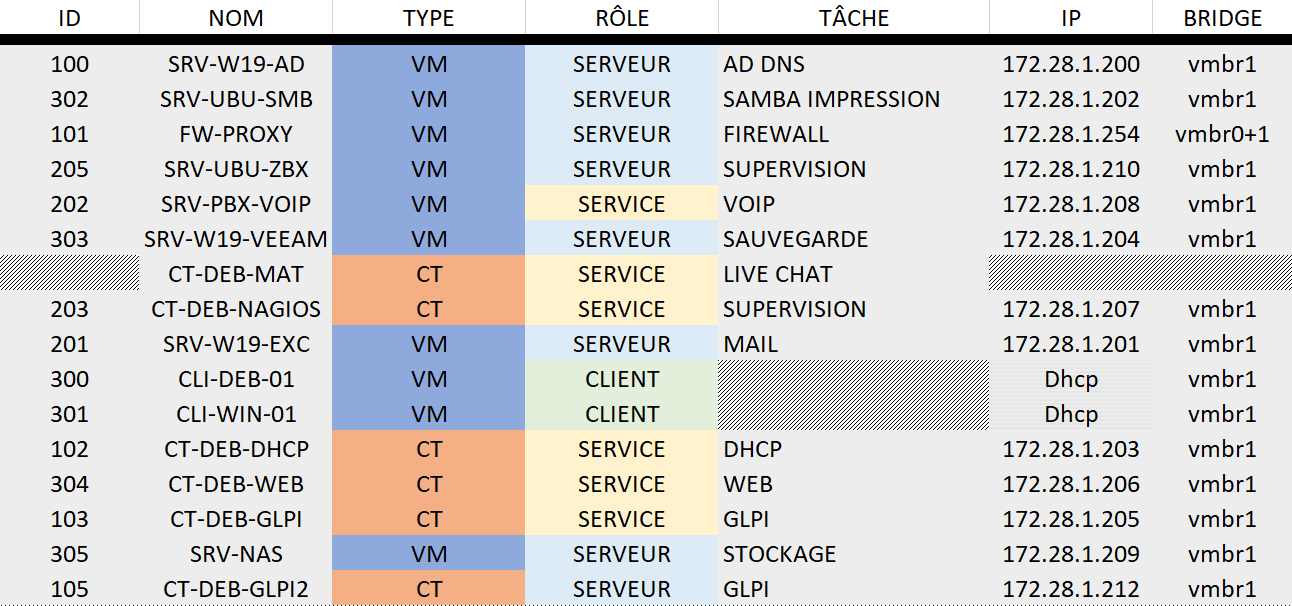 ID NOM TYPE RÔLE TÂCHE IP BRIDGE
100 SRV-W19-AD VM SERVEUR AD DNS 172.28.1.200 vmbr1
302 SRV-UBU-SMB VM SERVEUR SAMBA IMPRESSION 172.28.1.202 vmbr1
101 FW-PROXY VM SERVEUR FIREWALL 172.28.1.254 vmbr0+1
205 SRV-UBU-ZBX VM SERVEUR SUPERVISION 172.28.1.210 vmbr1
202 SRV-PBX-VOIP VM SERVICE VOIP 172.28.1.208 vmbr1
303 SRV-W19-VEEAM VM SERVEUR SAUVEGARDE 172.28.1.204 vmbr1
CT-DEB-MAT CT SERVICE LIVE CHAT
203 CT-DEB-NAGIOS CT SERVICE SUPERVISION 172.28.1.207 vmbr1
201 SRV-W19-EXC VM SERVEUR MAIL 172.28.1.201 vmbr1
300 CLI-DEB-01 VM CLIENT Dhcp vmbr1
301 CLI-WIN-01 VM CLIENT Dhcp vmbr1
102 CT-DEB-DHCP CT SERVICE DHCP 172.28.1.203 vmbr1
304 CT-DEB-WEB CT SERVICE WEB 172.28.1.206 vmbr1
103 CT-DEB-GLPI CT SERVICE GLPI 172.28.1.205 vmbr1
305 SRV-NAS VM SERVEUR STOCKAGE 172.28.1.209 vmbr1
105 CT-DEB-GLPI2 CT SERVEUR GLPI 172.28.1.212 vmbr1